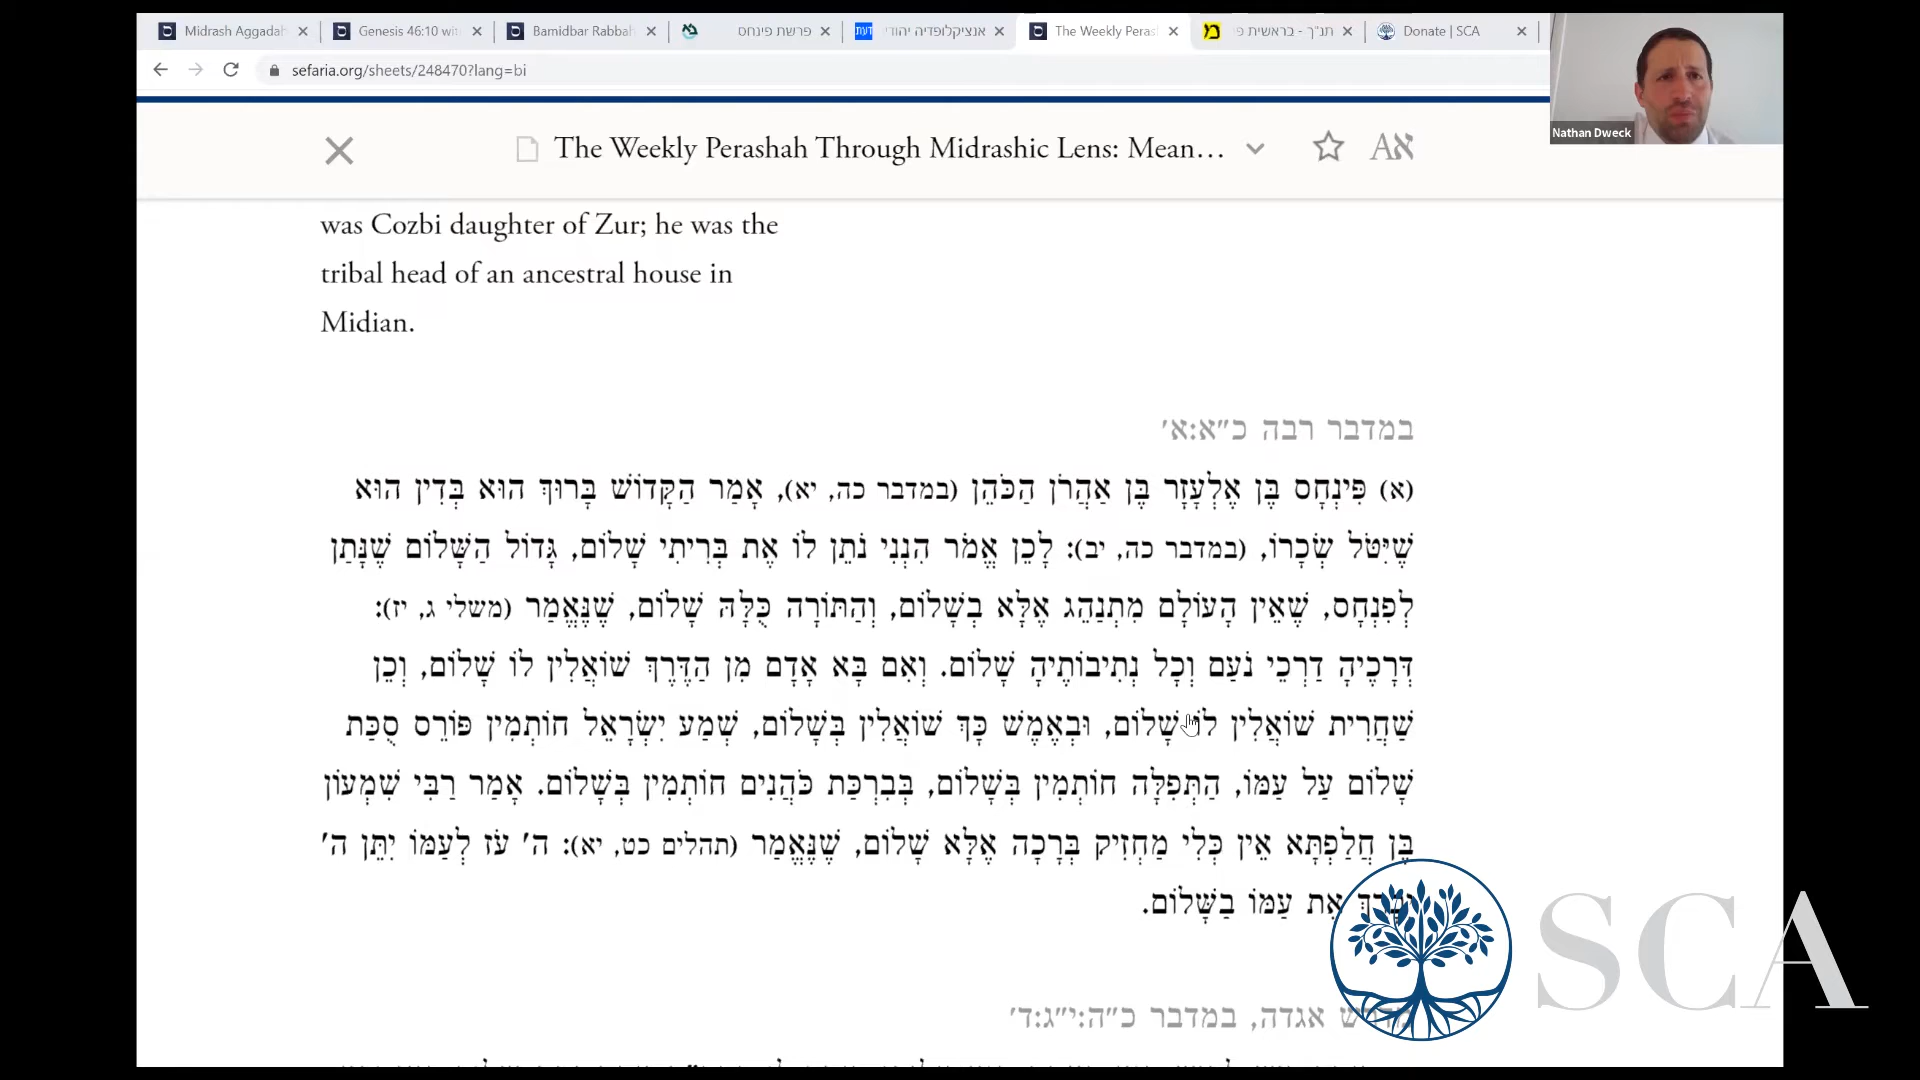 Midrash Aggadah
Genesis 46:10 wit
Bamidbar Rabbah
פרשת פינחס
אנציקלופדיה יהודי
The Weekly Peras
תנ"ך - בראשית פ
Donate | SCA
sefaria.org/sheets/248470?lang=bi
Nathan Dweck
The Weekly Perashah Through Midrashic Lens: Mean...
was Cozbi daughter of Zur; he was the
tribal head of an ancestral house in
Midian.
במדבר רבה כ״א:א׳
(א) פִּינְחָס בֶּן אֶלְעָזָר בֶּן אַהֲרֹן הַכֹּהֵן (במדבר כה, יא), אָמַר הַקָּדוֹשׁ בָּרוּךְ הוּא בְּדִין הוּא
שֶׁיִּטֹּל שְׂכָרוֹ, (במדבר כה, יב): לָכֵן אֱמֹר הִנְנִי נֹתֵן לוֹ אֶת בְּרִיתִי שָׁלוֹם, גָּדוֹל הַשָּׁלוֹם שֶׁנָּתַן
לְפִנְחָס, שֶׁאֵין הָעוֹלָם מִתְנַהֵג אֶלָּא בְשָׁלוֹם, וְהַתּוֹרָה כֻּלָּהּ שָׁלוֹם, שֶׁנֶּאֱמַר (משלי ג, יז):
דְּרָכֶיהָ דַרְכֵי נֹעַם וְכָל נְתִיבוֹתֶיהָ שָׁלוֹם. וְאִם בָּא אָדָם מִן הַדֶּרֶךְ שׁוֹאֲלִין לוֹ שָׁלוֹם, וְכֵן
שַׁחֲרִית שׁוֹאֲלִין לוֹ שָׁלוֹם, וּבְאֶמֶשׁ כָּךְ שׁוֹאֲלִין בְּשָׁלוֹם, שְׁמַע יִשְׂרָאֵל חוֹתְמִין פּוֹרֵס סֻכַּת
שָׁלוֹם עַל עַמּוֹ, הַתְּפִלָּה חוֹתְמִין בְּשָׁלוֹם, בְּבִרְכַּת כֹּהֲנִים חוֹתְמִין בְּשָׁלוֹם. אָמַר רַבִּי שִׁמְעוֹן
בֶּן חֲלַפְתָּא אֵין כְּלִי מַחְזִיק בְּרָכָה אֶלָּא שָׁלוֹם, שֶׁנֶּאֱמַר (תהלים כט, יא): ה' עֹז לְעַמּוֹ יִתֵּן ה'
יְבָרֵךְ אֶת עַמּוֹ בַשָּׁלוֹם.
מדרש אגדה, במדבר כ״ה:י״ג:ד׳
SCA